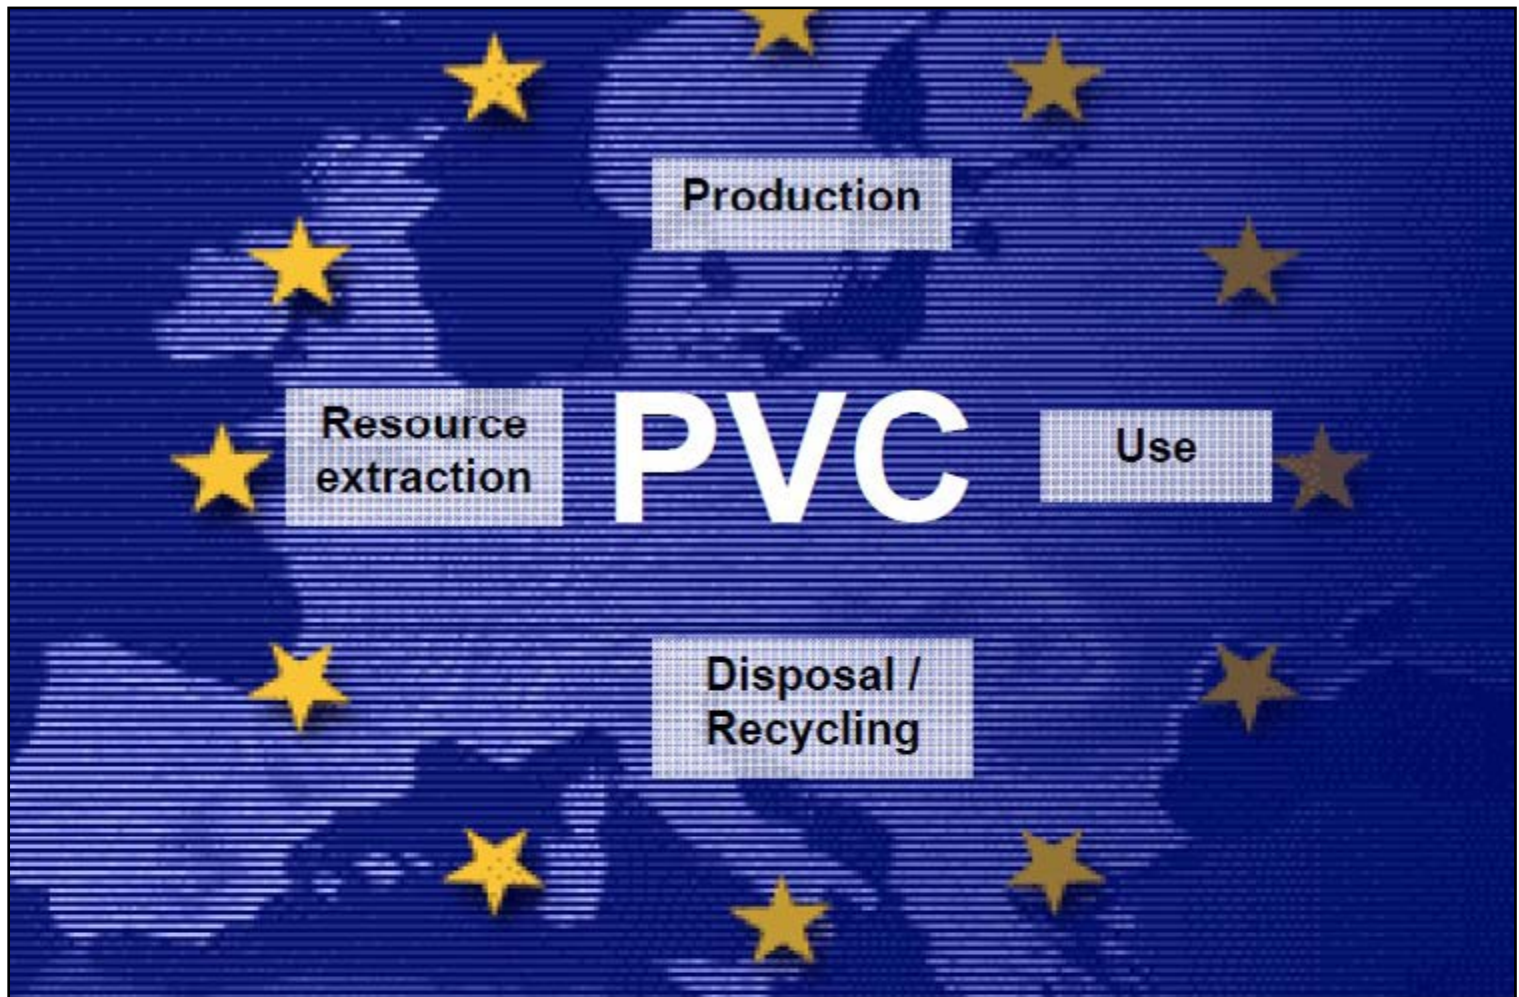 Production
Resource
extraction
PVC
Use
Disposal /
Recycling